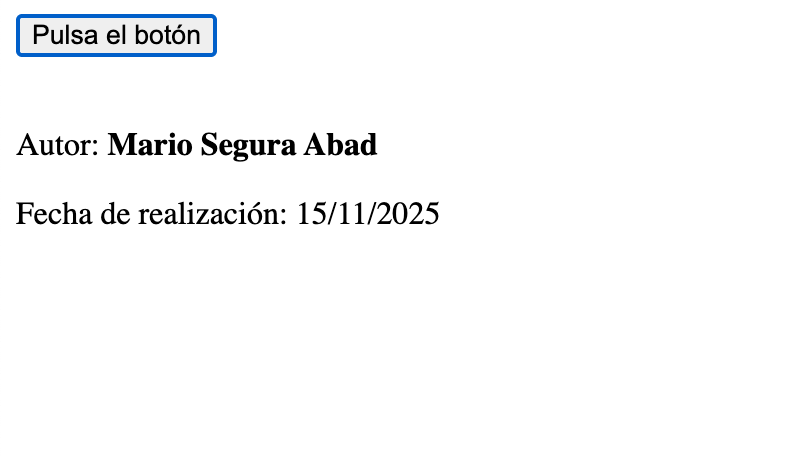 Pulsa el botón
Autor: Mario Segura Abad
Fecha de realización: 15/11/2025